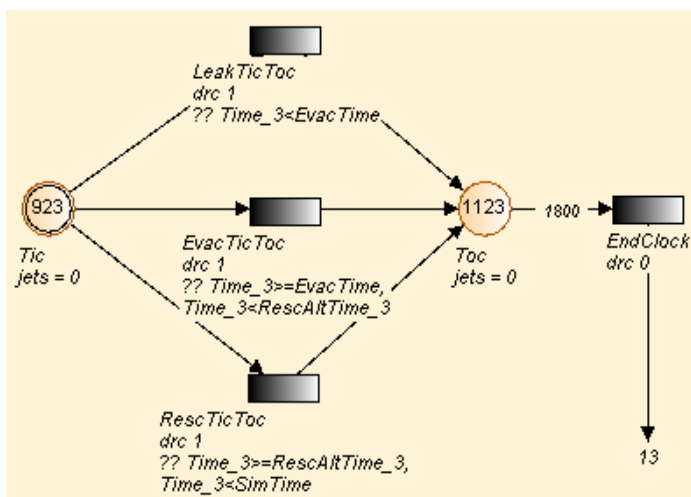 LeakTicToc
drc 1
?? Time_3<EvacTime
923
Tic
jets = 0
EvacTicToc
drc 1
?? Time_3>=EvacTime,
Time_3<RescAltTime_3
1123
Toc
jets = 0
1800
EndClock
drc 0
RescTicToc
drc 1
?? Time_3>=RescAltTime_3,
Time_3<SimTime
13